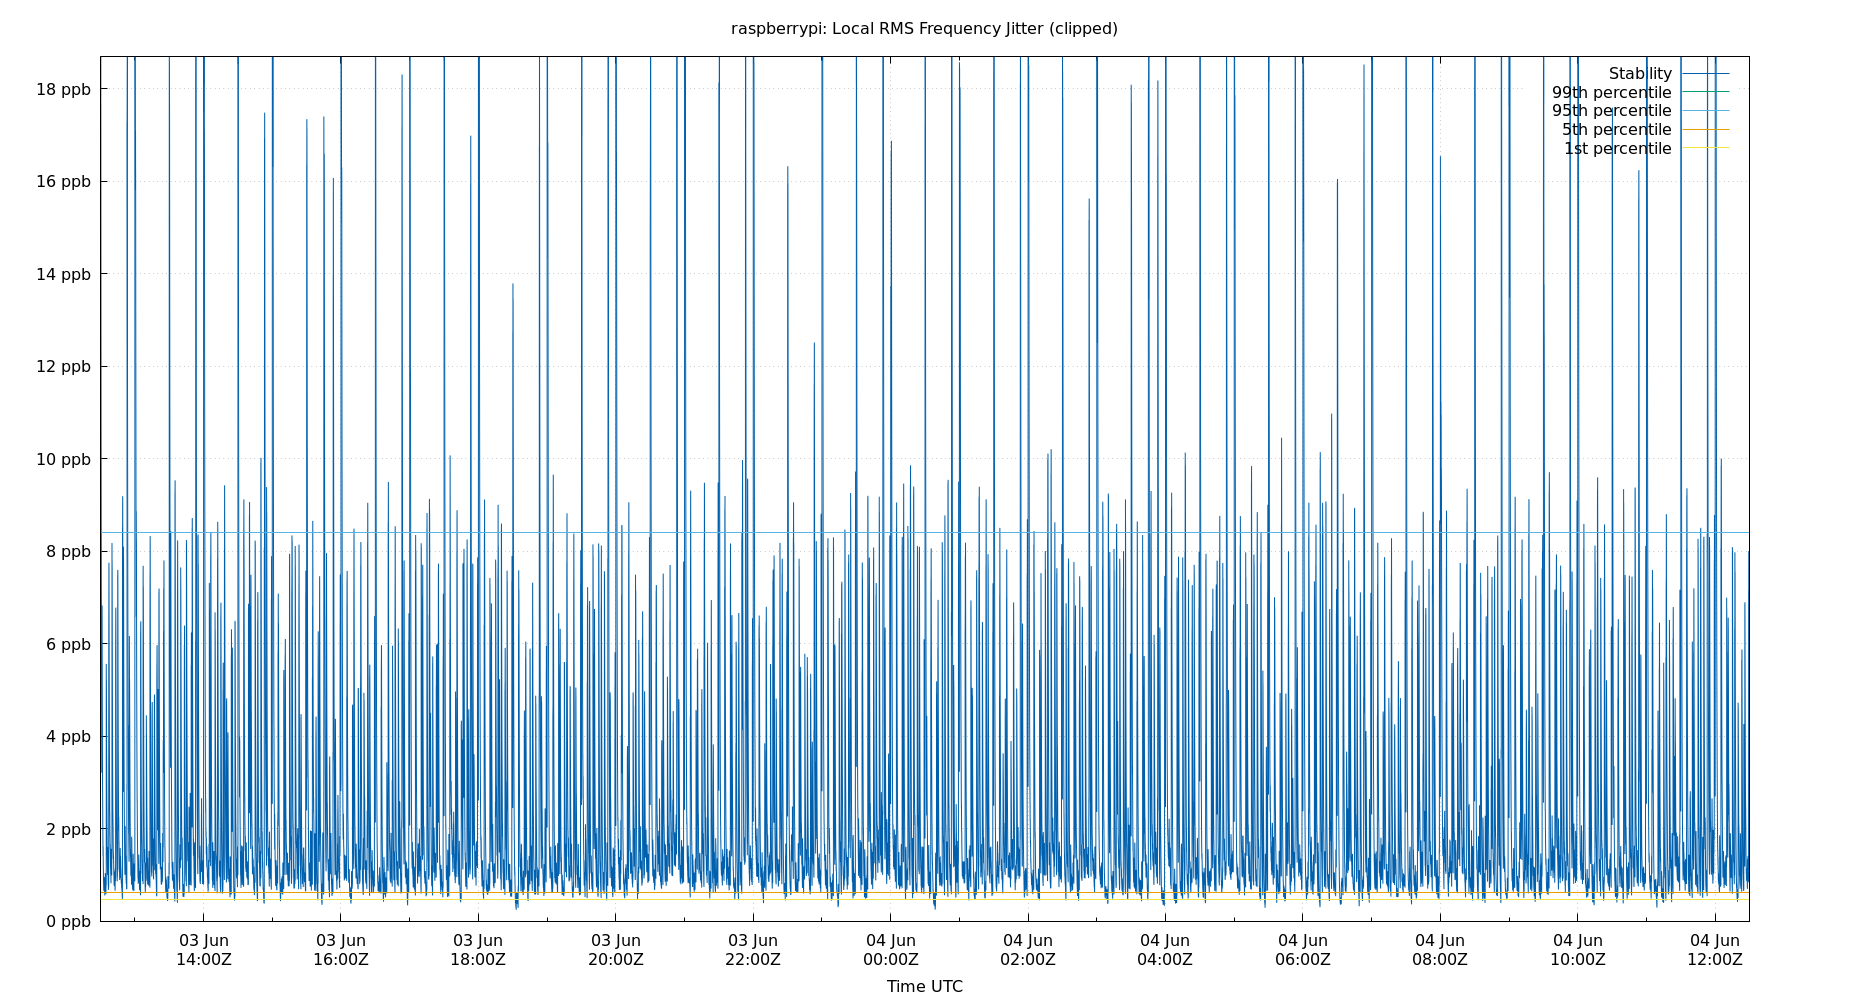 raspberrypi: Local RMS Frequency Jitter (clipped)
18 ppb
16 ppb
14 ppb
12 ppb
10 ppb
8 ppb
6 ppb
4 ppb
2 ppb
0 ppb
Stability
99th percentile
95th percentile
5th percentile
1st percentile
03 Jun 03 Jun 03 Jun 03 Jun 03 Jun 04 Jun 04 Jun 04 Jun 04 Jun 04 Jun 04 Jun 04 Jun
14:00Z 16:00Z 18:00Z 20:00Z 22:00Z 00:00Z 02:00Z 04:00Z 06:00Z 08:00Z 10:00Z 12:00Z
Time UTC